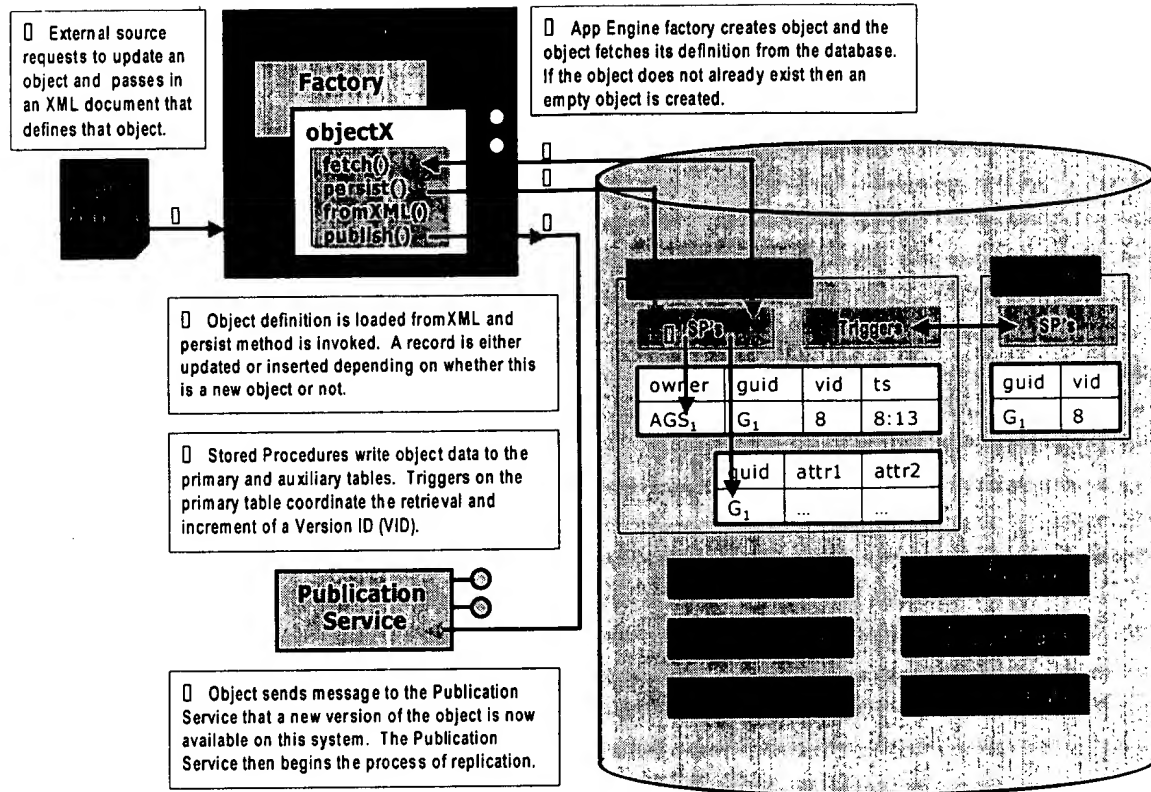 External source
requests to update an
object and passes in
an XML document that
defines that object.
App Engine factory creates object and the
object fetches its definition from the database.
If the object does not already exist then an
empty object is created.
Factory
objectX
fetch()
persist()
fromXML()
publish()
Object definition is loaded fromXML and
persist method is invoked. A record is either
updated or inserted depending on whether this
is a new object or not.
Stored Procedures write object data to the
primary and auxiliary tables. Triggers on the
primary table coordinate the retrieval and
increment of a Version ID (VID).
Publication
Service
Object sends message to the Publication
Service that a new version of the object is now
available on this system. The Publication
Service then begins the process of replication.
SP's
Triggers
SP's
owner guid vid ts
AGS₁ G₁ 8 8:13
guid vid
G₁ 8
guid attr1 attr2
G₁ ... ...